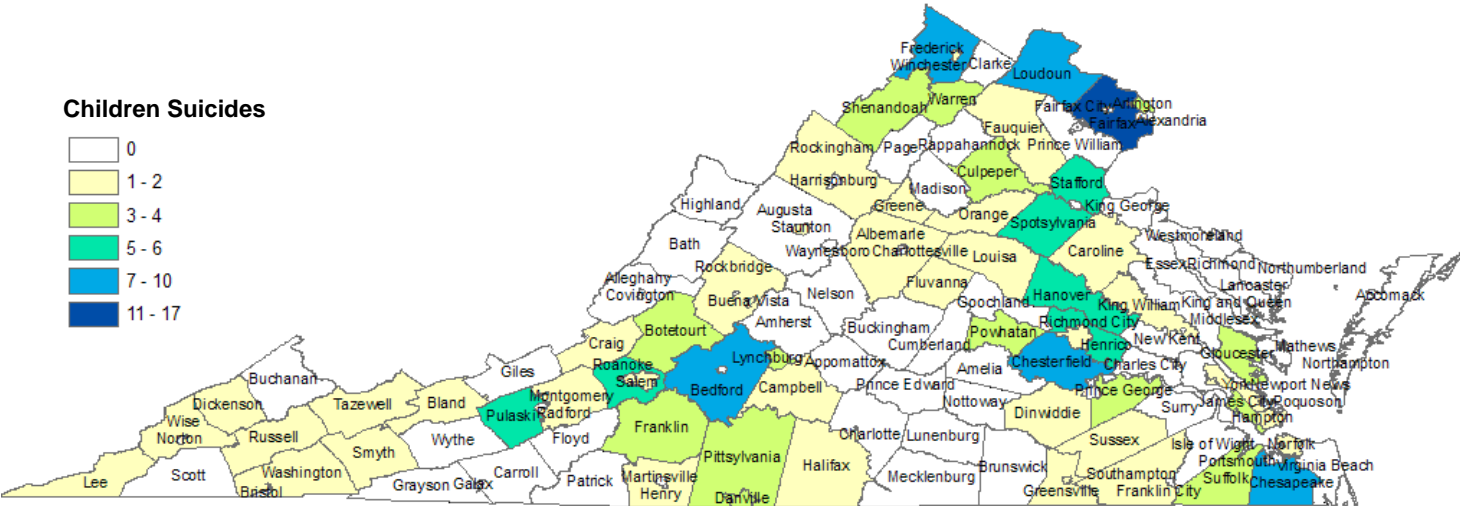 Children Suicides
0
1 - 2
3 - 4
5 - 6
7 - 10
11 - 17
Frederick
Winchester
Clarke
Loudoun
Shenandoah
Warren
Fairfax City
Arlington
Fairfax
Alexandria
Fauquier
Rockingham
Page
Rappahannock
Prince William
Culpeper
Harrisonburg
Madison
Stafford
Highland
Greene
King George
Augusta
Orange
Spotsylvania
Staunton
Albemarle
Westmoreland
Bath
Waynesboro
Charlottesville
Louisa
Caroline
Rockbridge
Essex
Richmond
Northumberland
Alleghany
Fluvanna
Lancaster
Covington
Nelson
Goochland
Hanover
Accomack
Buena Vista
King William
King and Queen
Amherst
Buckingham
Richmond City
Middlesex
Botetourt
Powhatan
Craig
Cumberland
Henrico
New Kent
Mathews
Gloucester
Roanoke
Lynchburg
Appomattox
Chesterfield
Charles City
Northampton
Giles
Amelia
Buchanan
Salem
Bedford
Campbell
Prince Edward
Prince George
York
Newport News
Montgomery
Nottoway
James City
Poquoson
Dickenson
Tazewell
Bland
Radford
Surry
Pulaski
Dinwiddie
Hampton
Wise
Franklin
Norton
Russell
Wythe
Floyd
Charlotte
Lunenburg
Sussex
Isle of Wight
Norfolk
Smyth
Pittsylvania
Portsmouth
Virginia Beach
Washington
Halifax
Brunswick
Scott
Carroll
Patrick
Martinsville
Mecklenburg
Southampton
Suffolk
Chesapeake
Lee
Grayson
Galax
Bristol
Henry
Danville
Greensville
Franklin City